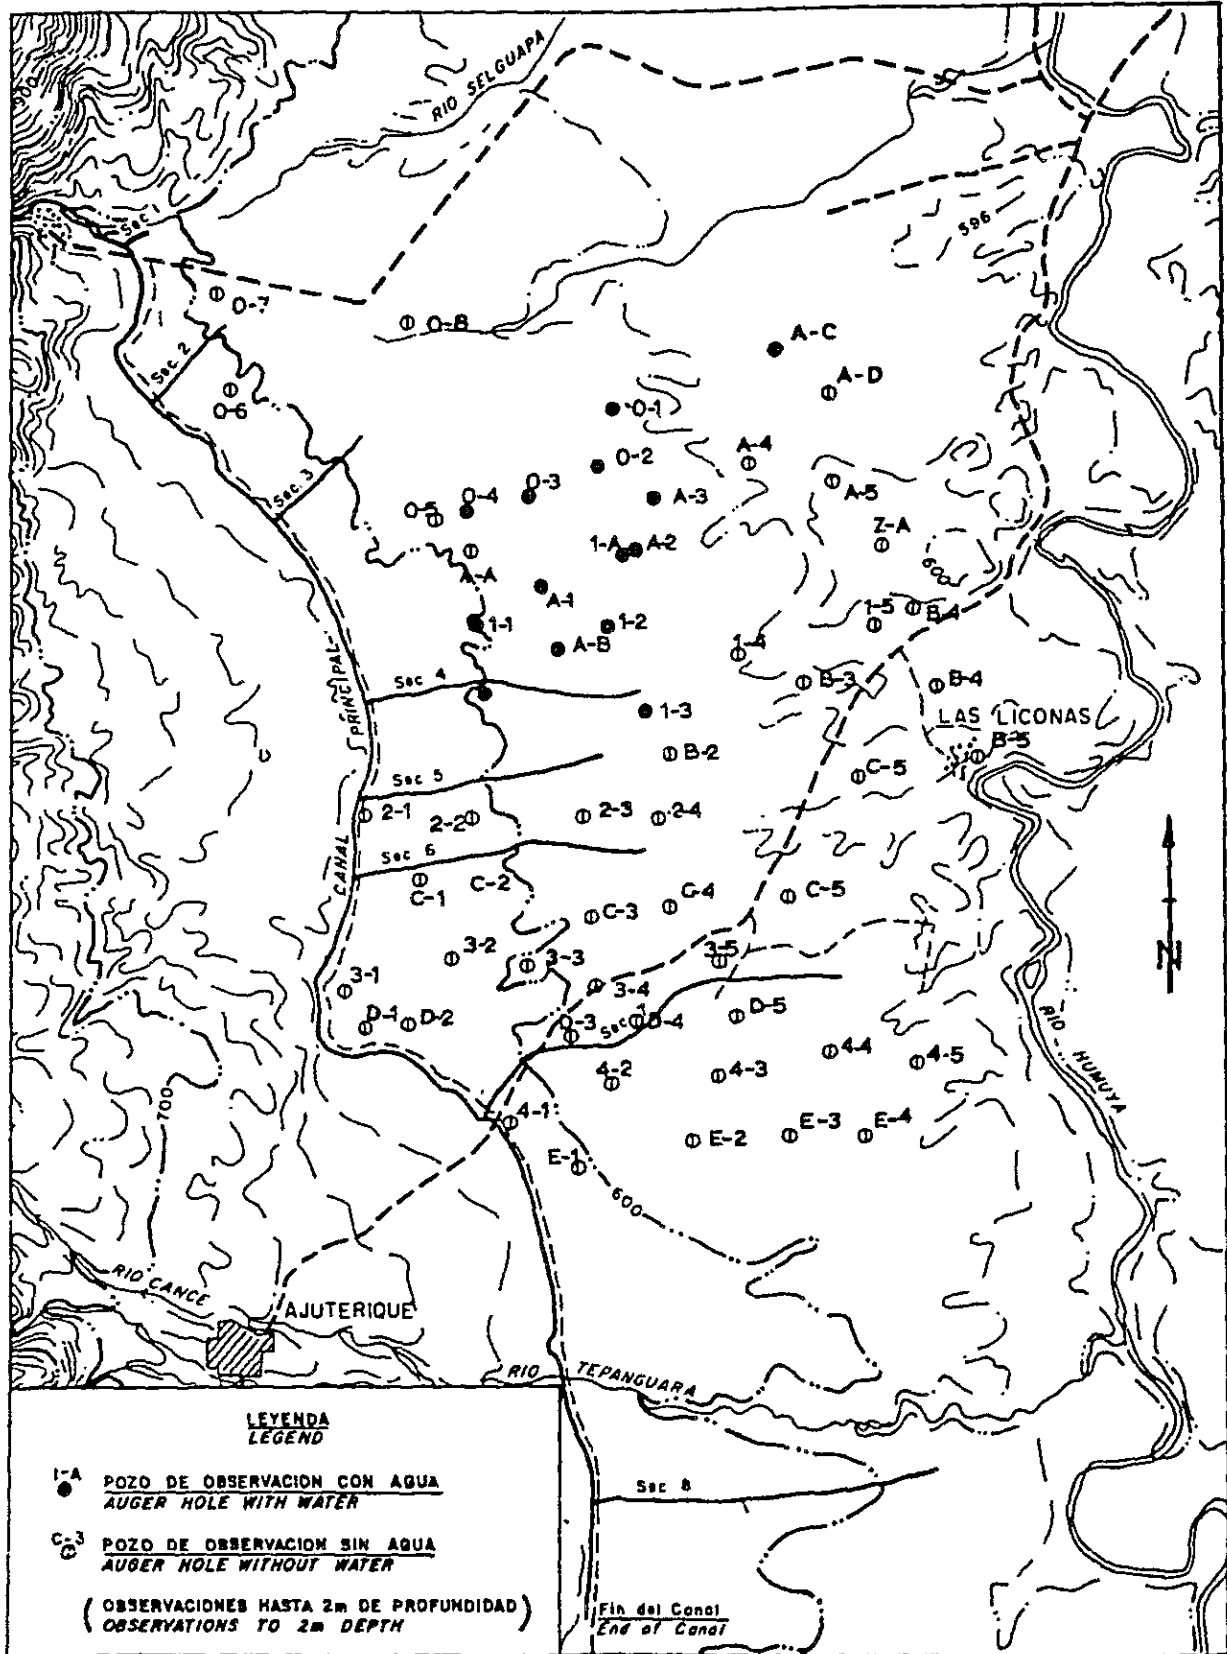 900
RIO SELGUAPA
Sec 1
596
O-7
O-8
A-C
Sec 2
A-D
O-6
O-1
A-4
O-2
Sec. 3
O-3
O-4
A-3
A-5
O-5
Z-A
1-A
A-2
A-A
600
A-1
1-5
B-4
1-1
1-2
1-4
A-B
CANAL PRINCIPAL
Sec 4
B-3
B-4
1-3
LAS LICONAS
B-2
B-5
Sec 5
C-5
2-1
2-2
2-3
2-4
Sec 6
C-1
C-2
C-4
C-5
C-3
3-2
3-3
3-5
N
3-1
3-4
D-1
D-2
D-3
Sec
D-4
D-5
RIO HUMUYA
4-4
4-5
4-2
4-3
700
4-1
E-2
E-3
E-4
E-1
600
RIO CANCE
AJUTERIQUE
RIO TEPANGUARA
LEYENDA
LEGEND
1-A POZO DE OBSERVACION CON AGUA
AUGER HOLE WITH WATER
Sec 8
C-3 POZO DE OBSERVACION SIN AGUA
AUGER HOLE WITHOUT WATER
( OBSERVACIONES HASTA 2m DE PROFUNDIDAD )
OBSERVATIONS TO 2m DEPTH
Fin del Canal
End of Canal